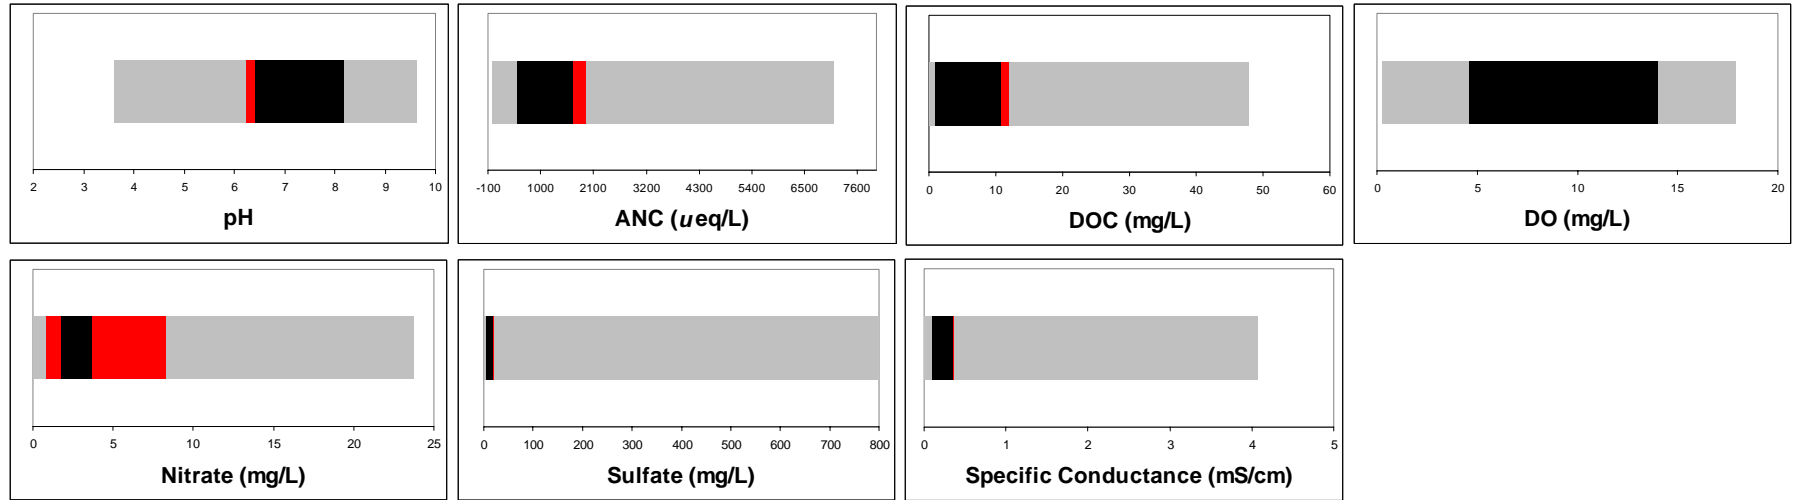 2 3 4 5 6 7 8 9 10
pH
-100 1000 2100 3200 4300 5400 6500 7600
ANC (ueq/L)
0 10 20 30 40 50 60
DOC (mg/L)
0 5 10 15 20
DO (mg/L)
0 5 10 15 20 25
Nitrate (mg/L)
0 100 200 300 400 500 600 700 800
Sulfate (mg/L)
0 1 2 3 4 5
Specific Conductance (mS/cm)